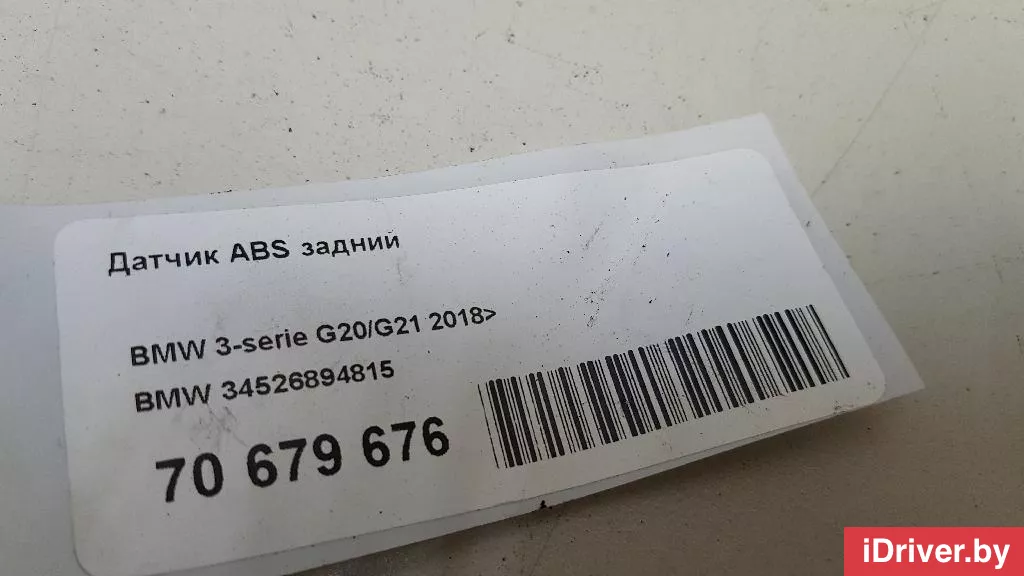 Датчик ABS задний
BMW 3-serie G20/G21 2018>
BMW 34526894815
70 679 676
iDriver.by